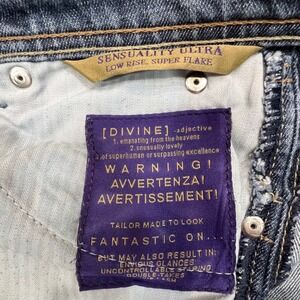 SENSUALITY ULTRA
LOW RISE, SUPER FLARE
[DIVINE] -adjective
1. emanating from the heavens
2. unusually lovely
of superhuman or surpassing excellence
WARNING!
AVVERTENZA!
AVERTISSEMENT!
TAILOR MADE TO LOOK
FANTASTIC ON...
BUT MAY ALSO RESULT IN
ENVIOUS GLANCES
UNCONTROLLABLE STARING
DOUBLE-TAKES